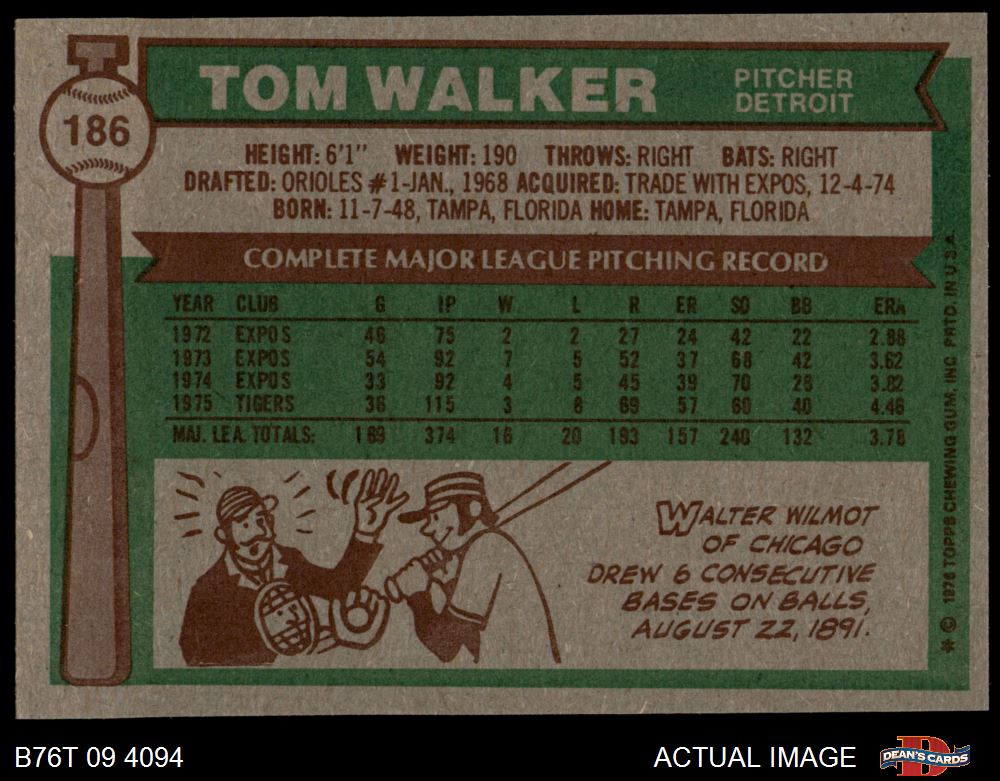 186
TOM WALKER
PITCHER
DETROIT
HEIGHT: 6'1" WEIGHT: 190 THROWS: RIGHT BATS: RIGHT
DRAFTED: ORIOLES #1-JAN., 1968 ACQUIRED: TRADE WITH EXPOS, 12-4-74
BORN: 11-7-48, TAMPA, FLORIDA HOME: TAMPA, FLORIDA
COMPLETE MAJOR LEAGUE PITCHING RECORD
YEAR CLUB G IP W L R ER SO BB ERA
1972 EXPOS 46 75 2 2 27 24 42 22 2.88
1973 EXPOS 54 92 7 5 52 37 68 42 3.62
1974 EXPOS 33 92 4 5 45 39 70 28 3.82
1975 TIGERS 36 115 3 8 69 57 60 40 4.46
MAJ. LEA. TOTALS: 169 374 16 20 193 157 240 132 3.78
WALTER WILMOT
OF CHICAGO
DREW 6 CONSECUTIVE
BASES ON BALLS,
AUGUST 22, 1891.
* © 1976 TOPPS CHEWING GUM, INC. PRTD. IN U.S.A.
B76T 09 4094
ACTUAL IMAGE
D
DEAN'S CARDS